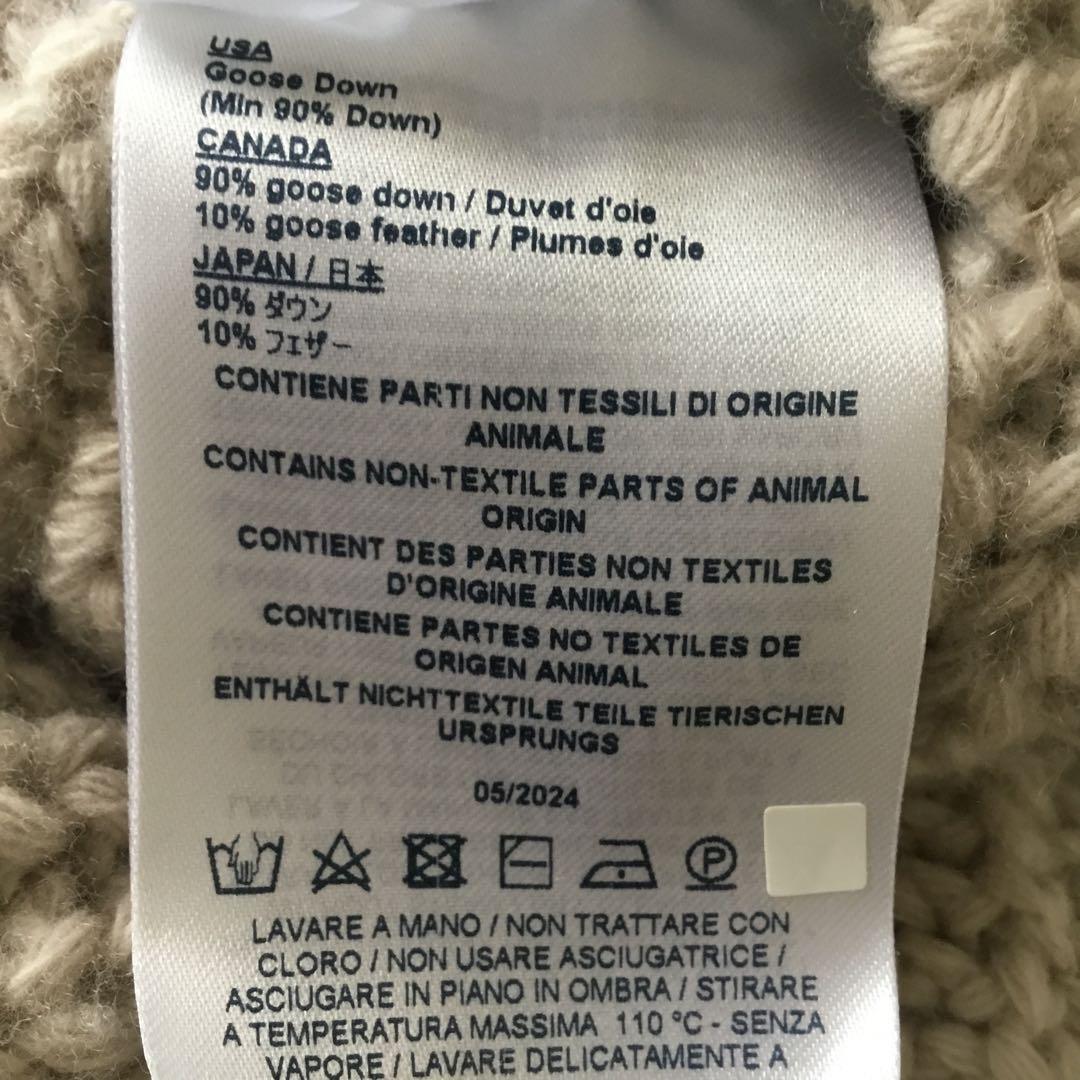 USA
Goose Down
(Min 90% Down)
CANADA
90% goose down / Duvet d'oie
10% goose feather / Plumes d'oie
JAPAN / 日本
90% ダウン
10% フェザー
CONTIENE PARTI NON TESSILI DI ORIGINE
ANIMALE
CONTAINS NON-TEXTILE PARTS OF ANIMAL
ORIGIN
CONTIENT DES PARTIES NON TEXTILES
D'ORIGINE ANIMALE
CONTIENE PARTES NO TEXTILES DE
ORIGEN ANIMAL
ENTHÄLT NICHTTEXTILE TEILE TIERISCHEN
URSPRUNGS
05/2024
P
LAVARE A MANO / NON TRATTARE CON
CLORO / NON USARE ASCIUGATRICE /
ASCIUGARE IN PIANO IN OMBRA / STIRARE
A TEMPERATURA MASSIMA 110 °C - SENZA
VAPORE / LAVARE DELICATAMENTE A